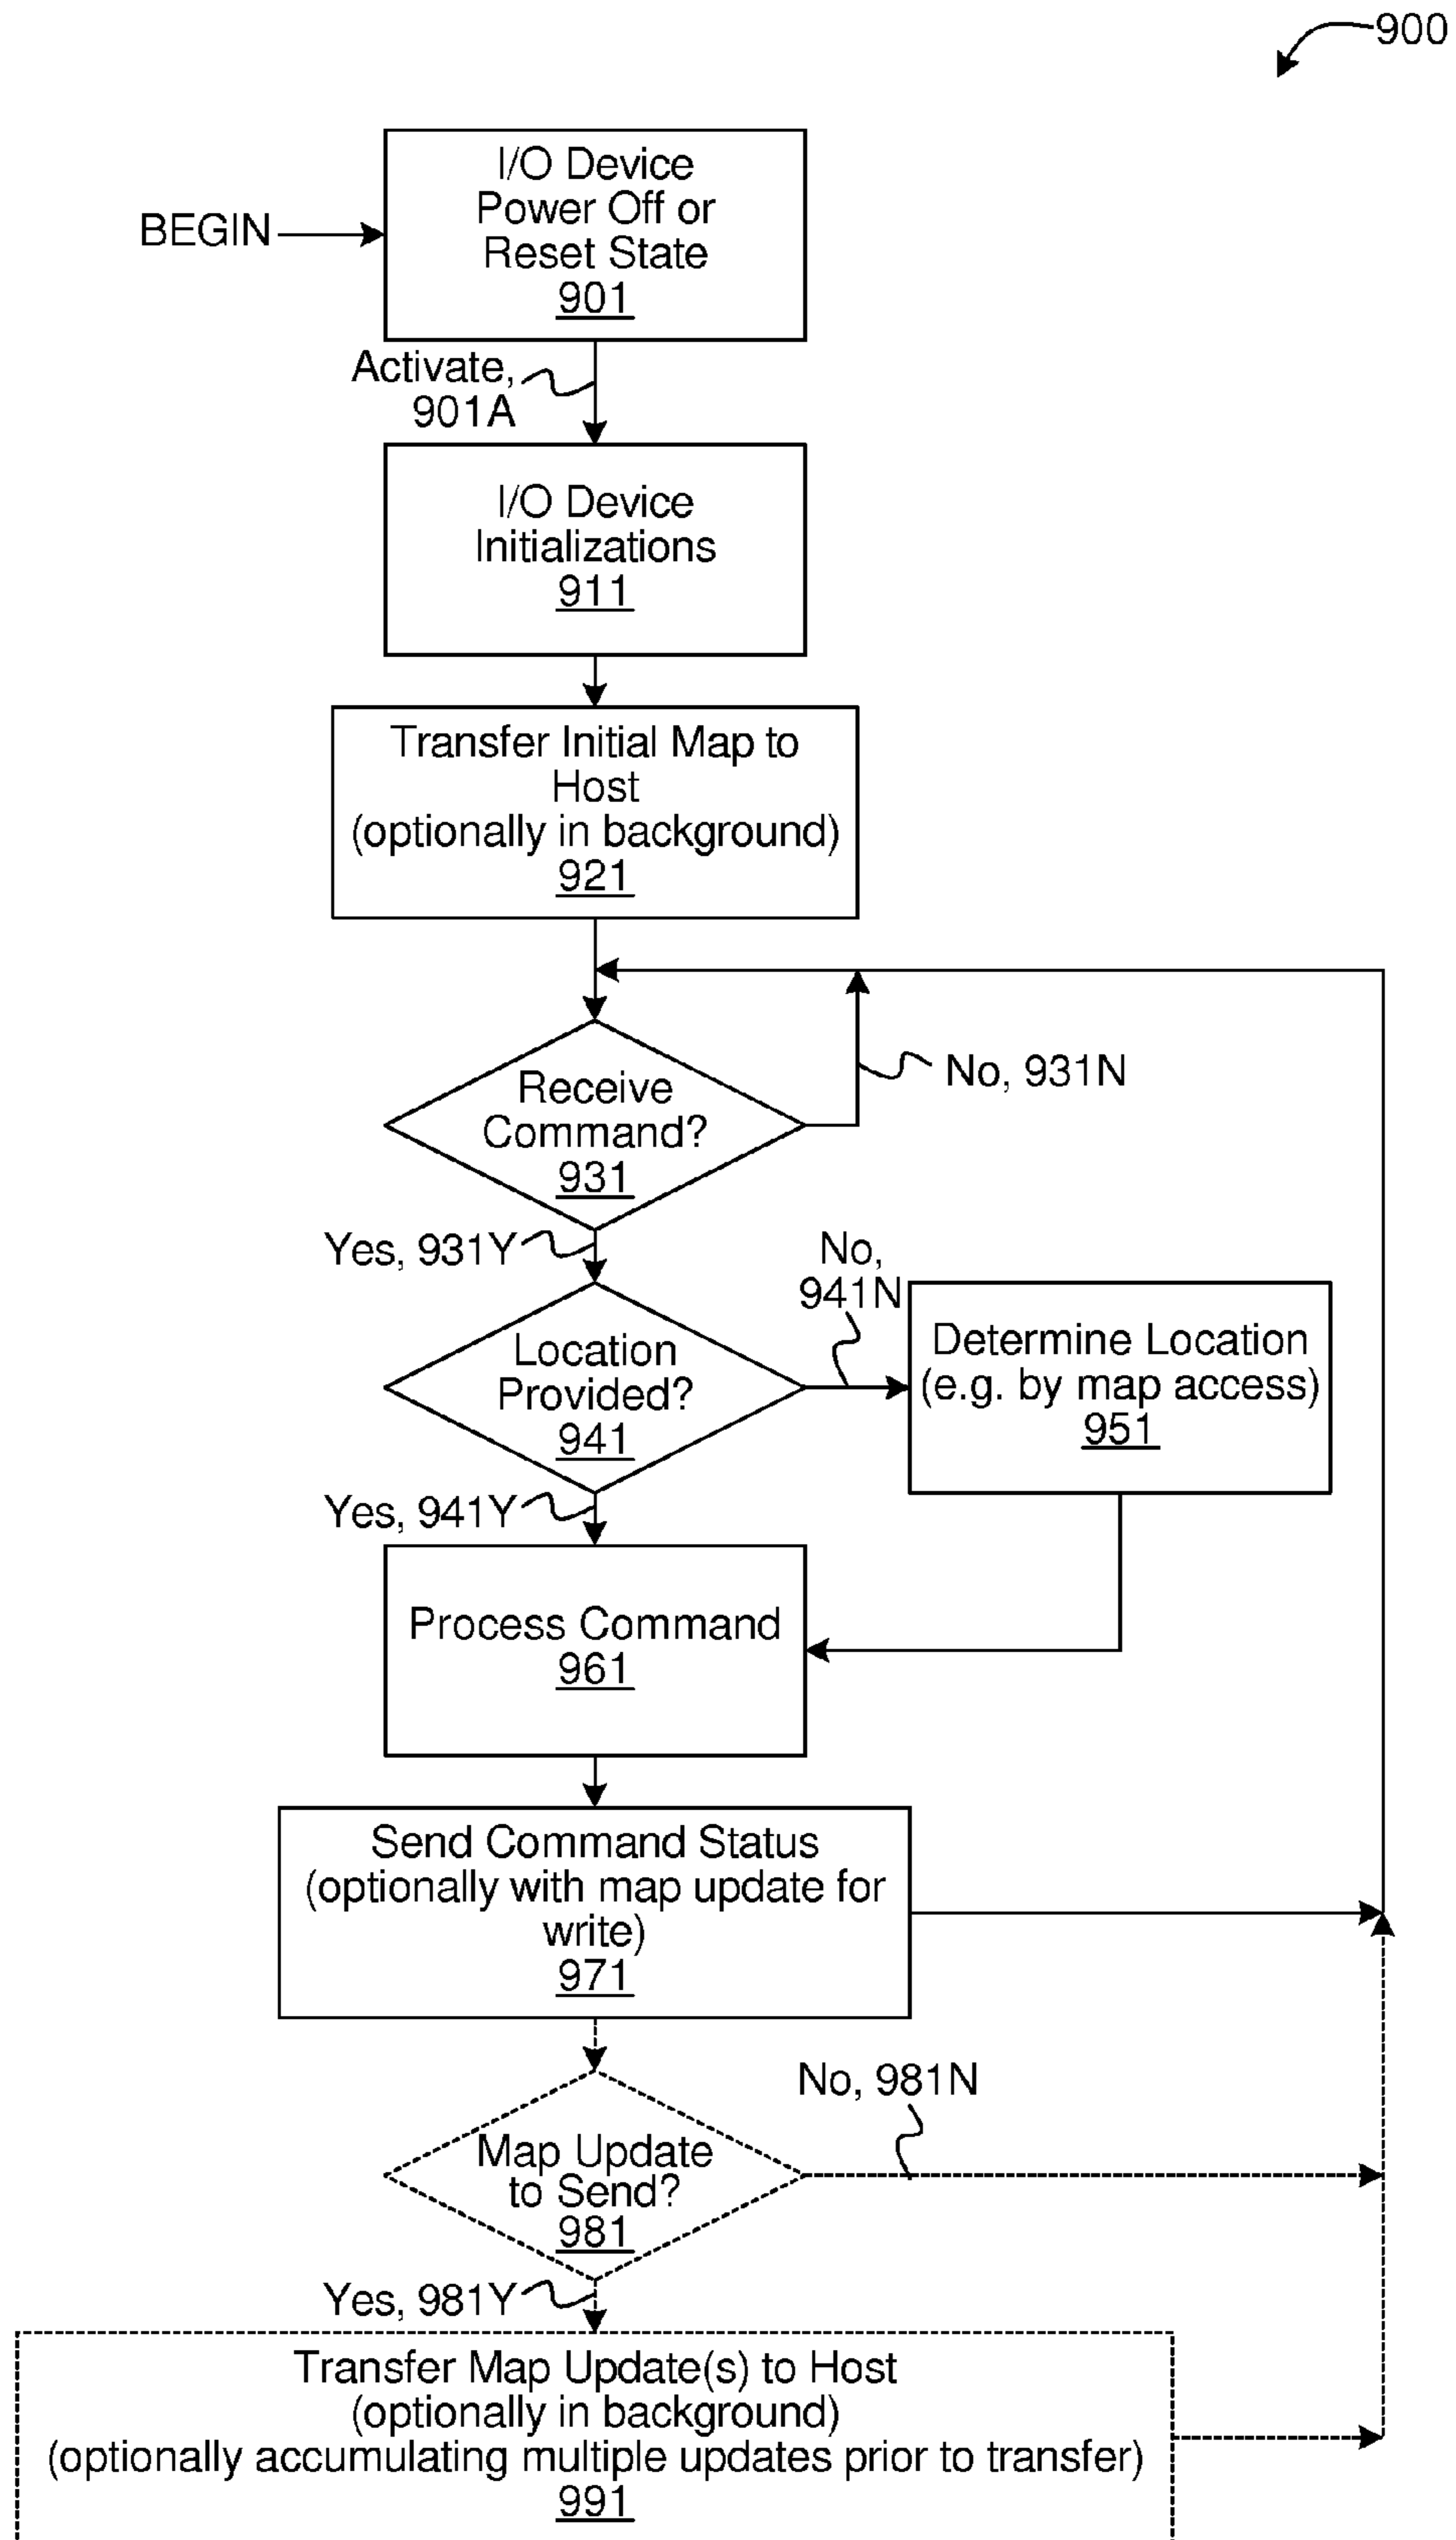 900
I/O Device
Power Off or
Reset State
901
BEGIN
Activate,
901A
I/O Device
Initializations
911
Transfer Initial Map to
Host
(optionally in background)
921
Receive
Command?
931
No, 931N
Yes, 931Y
Location
Provided?
941
No,
941N
Determine Location
(e.g. by map access)
951
Yes, 941Y
Process Command
961
Send Command Status
(optionally with map update for
write)
971
Map Update
to Send?
981
No, 981N
Yes, 981Y
Transfer Map Update(s) to Host
(optionally in background)
(optionally accumulating multiple updates prior to transfer)
991